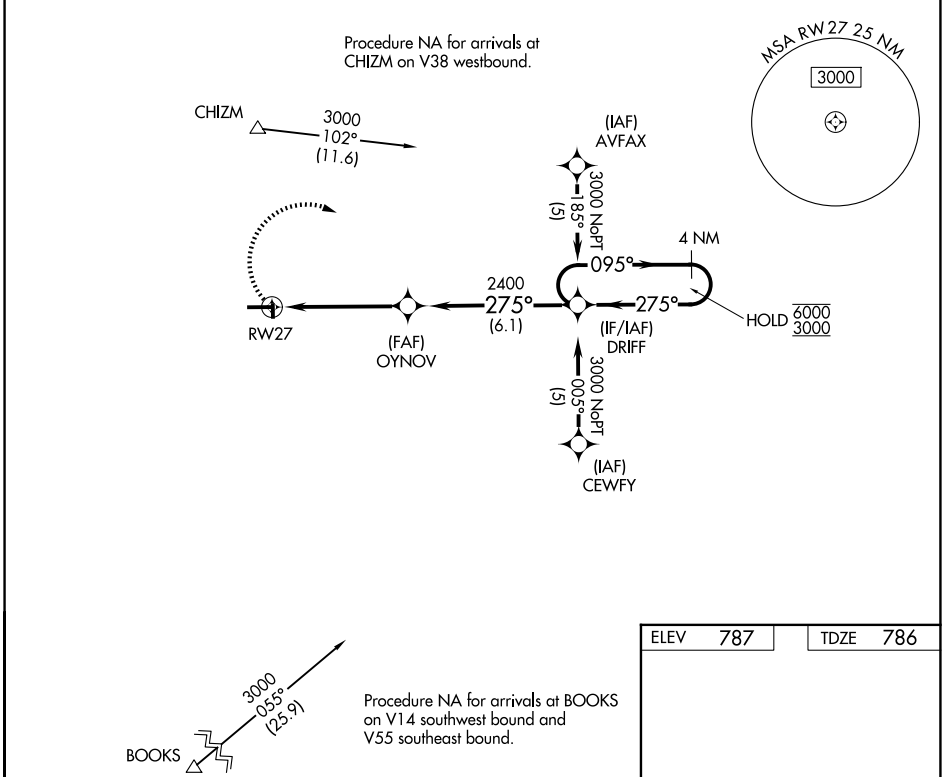 Procedure NA for arrivals at
CHIZM on V38 westbound.
MSA RW27 25 NM
3000
CHIZM
3000
102°
(11.6)
(IAF)
AVFAX
3000 NoPT
185°
(5)
4 NM
095°
2400
275°
(6.1)
275°
HOLD 6000
3000
RW27
(FAF)
OYNOV
(IF/IAF)
DRIFF
3000 NoPT
005°
(5)
(IAF)
CEWFY
ELEV 787
TDZE 786
3000
055°
(25.9)
BOOKS
Procedure NA for arrivals at BOOKS
on V14 southwest bound and
V55 southeast bound.